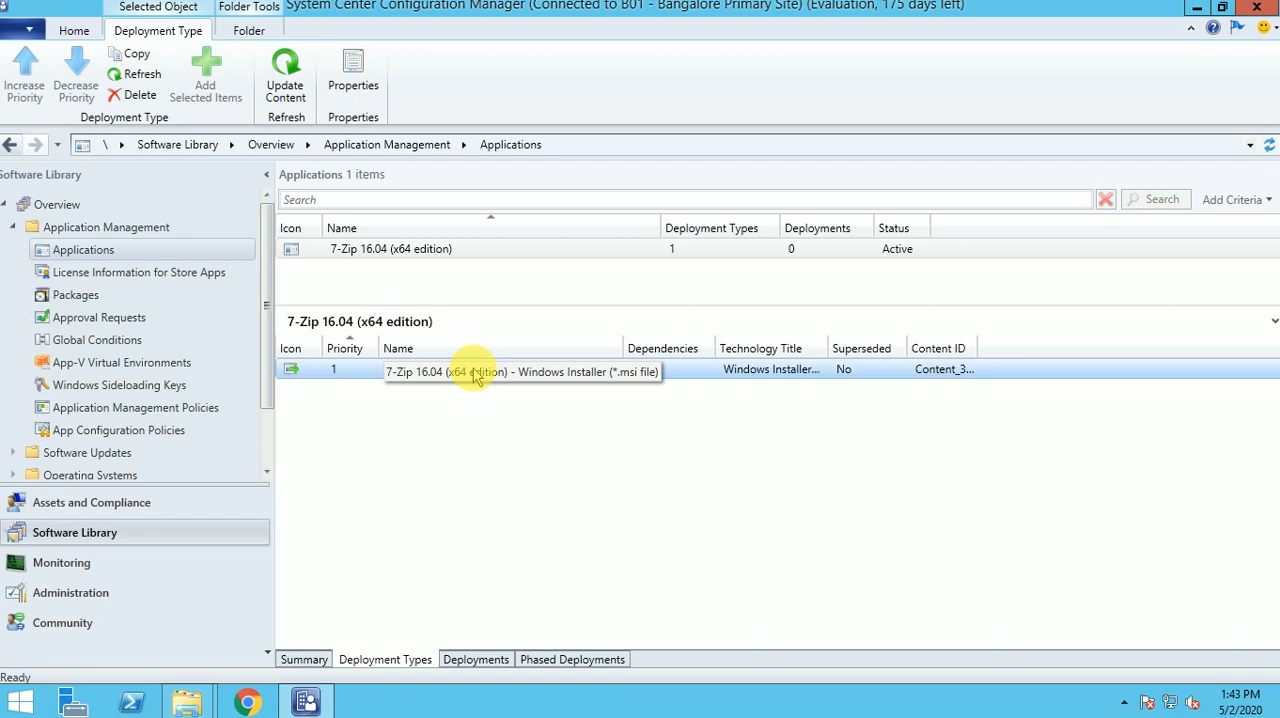 Selected Object
Folder Tools
System Center Configuration Manager (Connected to B01 - Bangalore Primary Site) (Evaluation, 175 days left)
Home
Deployment Type
Folder
Increase Priority
Decrease Priority
Copy
Refresh
Delete
Add Selected Items
Update Content
Properties
Deployment Type
Refresh
Properties
\ Software Library Overview Application Management Applications
Software Library
Overview
Application Management
Applications
License Information for Store Apps
Packages
Approval Requests
Global Conditions
App-V Virtual Environments
Windows Sideloading Keys
Application Management Policies
App Configuration Policies
Software Updates
Operating Systems
Assets and Compliance
Software Library
Monitoring
Administration
Community
Applications 1 items
Search
Search
Add Criteria
Icon Name Deployment Types Deployments Status
7-Zip 16.04 (x64 edition) 1 0 Active
7-Zip 16.04 (x64 edition)
Icon Priority Name Dependencies Technology Title Superseded Content ID
1 7-Zip 16.04 (x64 edition) - Windows Installer (*.msi file) Windows Installer... No Content_3...
Summary Deployment Types Deployments Phased Deployments
Ready
1:43 PM
5/2/2020